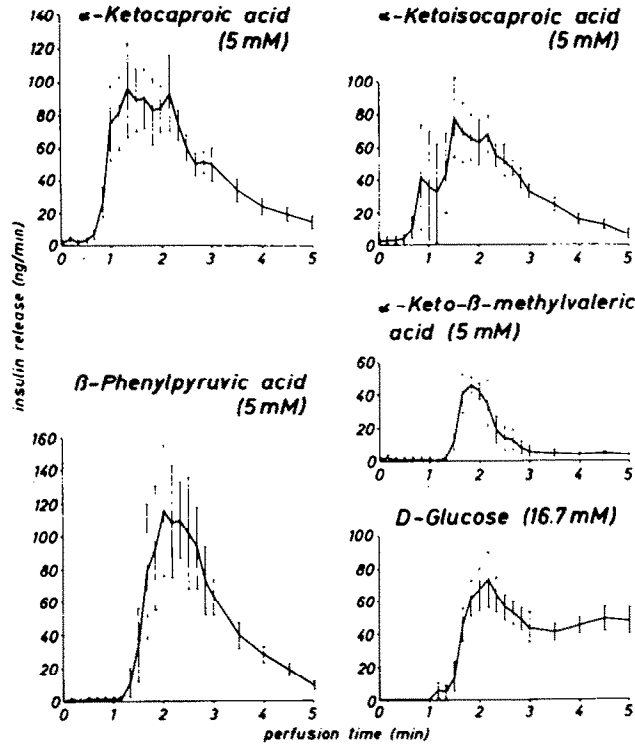 α-Ketocaproic acid
(5 mM)
140
120
100
80
60
40
20
0
0 1 2 3 4 5
α-Ketoisocaproic acid
(5 mM)
100
80
60
40
20
0
0 1 2 3 4 5
insulin release (ng/min)
α-Keto-ß-methylvaleric
acid (5 mM)
60
40
20
0
0 1 2 3 4 5
ß-Phenylpyruvic acid
(5 mM)
160
140
120
100
80
60
40
20
0
0 1 2 3 4 5
D-Glucose (16.7 mM)
100
80
60
40
20
0
0 1 2 3 4 5
perfusion time (min)